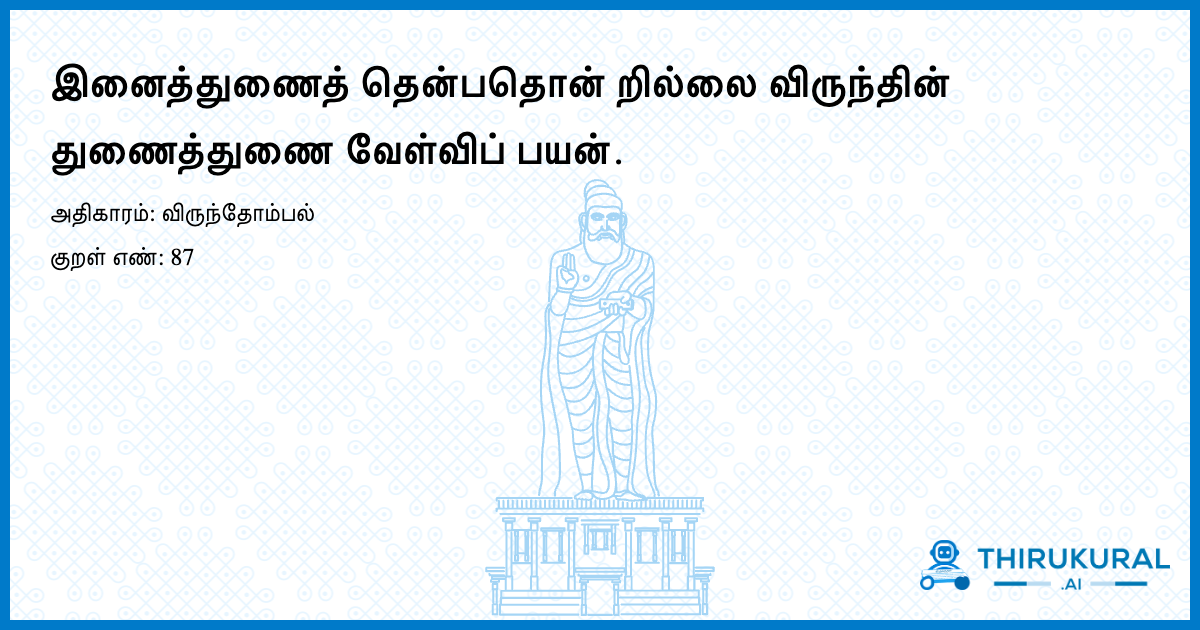 இனைத்துணைத் தென்பதொன் றில்லை விருந்தின்
துணைத்துணை வேள்விப் பயன்.
அதிகாரம்: விருந்தோம்பல்
குறள் எண்: 87
THIRUKURAL
.AI